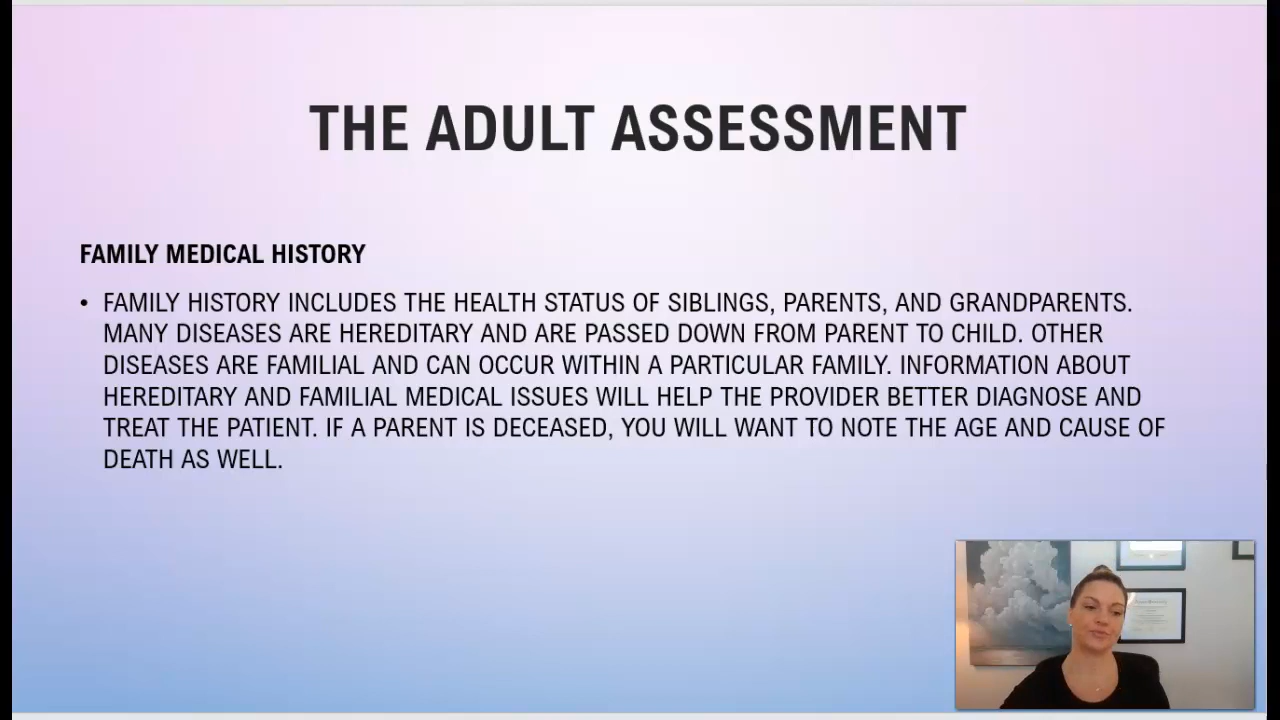 THE ADULT ASSESSMENT
FAMILY MEDICAL HISTORY
• FAMILY HISTORY INCLUDES THE HEALTH STATUS OF SIBLINGS, PARENTS, AND GRANDPARENTS.
MANY DISEASES ARE HEREDITARY AND ARE PASSED DOWN FROM PARENT TO CHILD. OTHER
DISEASES ARE FAMILIAL AND CAN OCCUR WITHIN A PARTICULAR FAMILY. INFORMATION ABOUT
HEREDITARY AND FAMILIAL MEDICAL ISSUES WILL HELP THE PROVIDER BETTER DIAGNOSE AND
TREAT THE PATIENT. IF A PARENT IS DECEASED, YOU WILL WANT TO NOTE THE AGE AND CAUSE OF
DEATH AS WELL.